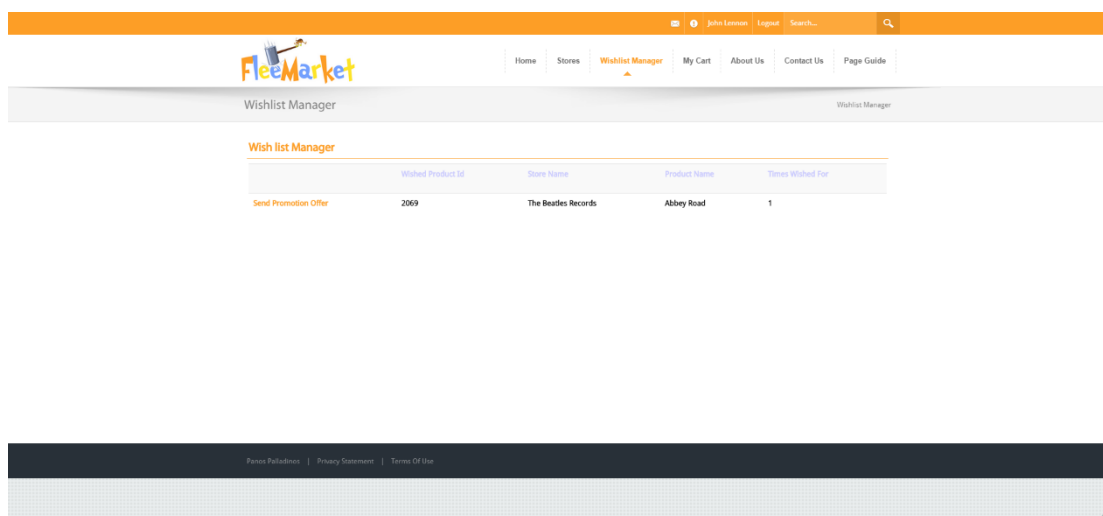 John Lennon Logout Search...
FleeMarket
Home Stores Wishlist Manager My Cart About Us Contact Us Page Guide
Wishlist Manager Wishlist Manager
Wish list Manager
Wished Product Id Store Name Product Name Times Wished For
Send Promotion Offer 2069 The Beatles Records Abbey Road 1
Panos Palladinos | Privacy Statement | Terms Of Use